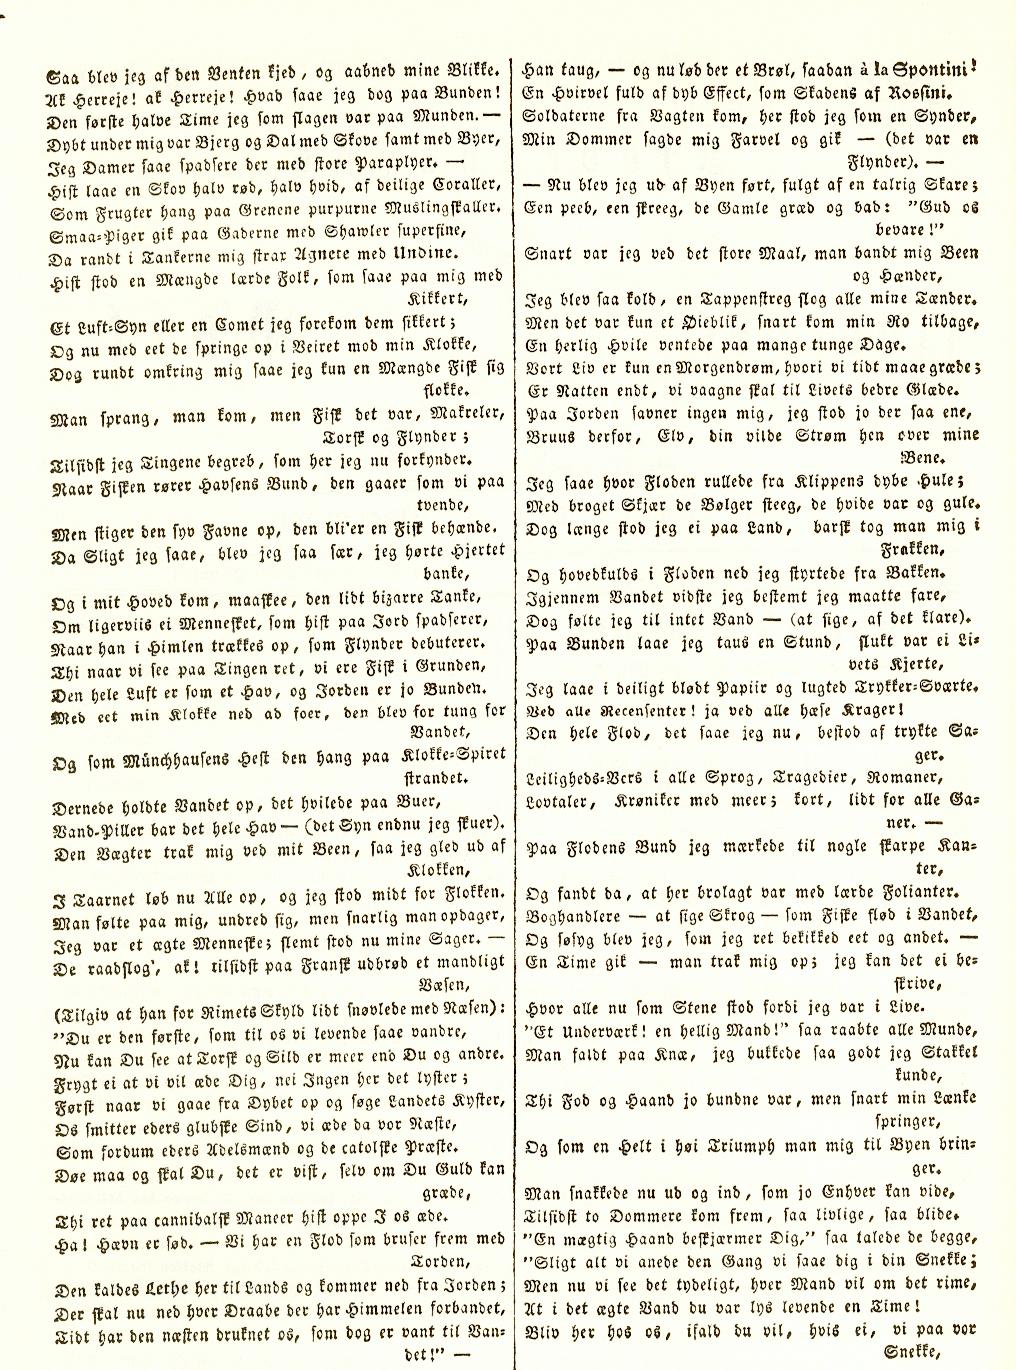 Saa blev jeg af den Venten kjed, og aabned mine Blikke.
Ak Herreje! ak Herreje! Hvad saae jeg dog paa Bunden!
Den første halve Time jeg som slagen var paa Munden. —
Dybt under mig var Bjerg og Dal med Skove samt med Byer,
Jeg Damer saae spadsere der med store Paraplyer. —
Hist laae en Skov halv rød, halv hvid, af deilige Coraller,
Som Frugter hang paa Grenene purpurne Muslingskaller.
Smaa-Piger gik paa Gaderne med Shawler superfine,
Da randt i Tankerne mig strax Agnete med Undine.
Hist stod en Mængde lærde Folk, som saae paa mig med
Kikkert,
Et Luft-Syn eller en Comet jeg forekom dem sikkert;
Og nu med eet de springe op i Veiret mod min Klokke,
Dog rundt omkring mig saae jeg kun en Mængde Fisk sig
flokke.
Man sprang, man kom, men Fisk det var, Makreler,
Torsk og Flynder;
Tilsidst jeg Tingene begreb, som her jeg nu forkynder.
Naar Fisken rører Havsens Bund, den gaaer som vi paa
tvende,
Men stiger den syv Favne op, den bli'er en Fisk behænde.
Da Sligt jeg saae, blev jeg saa sær, jeg hørte Hjertet
banke,
Og i mit Hoved kom, maaskee, den lidt bizarre Tanke,
Om ligerviis ei Mennesket, som hist paa Jord spadserer,
Naar han i Himlen trækkes op, som Flynder debuterer.
Thi naar vi see paa Tingen ret, vi ere Fisk i Grunden,
Den hele Luft er som et Hav, og Jorden er jo Bunden.
Med eet min Klokke ned ad foer, den blev for tung for
Vandet,
Og som Münchhausens Hest den hang paa Klokke-Spiret
strandet.
Dernede holdte Vandet op, det hvilede paa Buer,
Vand-Piller bar det hele Hav — (det Syn endnu jeg skuer).
Den Vægter trak mig ved mit Been, saa jeg gled ud af
Klokken,
I Taarnet løb nu Alle op, og jeg stod midt for Flokken.
Man følte paa mig, undred sig, men snarlig man opdager,
Jeg var et ægte Menneske; slemt stod nu mine Sager. —
De raadslog', ak! tilsidst paa Fransk udbrød et mandligt
Væsen,
(Tilgiv at han for Rimets Skyld lidt snøvlede med Næsen):
"Du er den første, som til os vi levende saae vandre,
Nu kan Du see at Torsk og Sild er meer end Du og andre.
Frygt ei at vi vil æde Dig, nei Ingen her det lyster;
Først naar vi gaae fra Dybet op og søge Landets Kyster,
Os smitter eders glubske Sind, vi æde da vor Næste,
Som fordum eders Adelsmænd og de catolske Præste.
Døe maa og skal Du, det er vist, selv om Du Guld kan
græde,
Thi ret paa cannibalsk Maneer hist oppe I os æde.
Ha! Hævn er sød. — Vi har en Flod som bruser frem med
Torden,
Den kaldes Lethe her til Lands og kommer ned fra Jorden;
Der skal nu ned hver Draabe der har Himmelen forbandet,
Tidt har den næsten druknet os, som dog er vant til Van-
det!" —
Han taug, — og nu lød der et Brøl, saadan à la Spontini!
En Hvirvel fuld af dyb Effect, som Skadens af Rossini.
Soldaterne fra Vagten kom, her stod jeg som en Synder,
Min Dommer sagde mig Farvel og gik — (det var en
Flynder). —
— Nu blev jeg ud af Byen ført, fulgt af en talrig Skare;
Een peeb, een skreeg, de Gamle græd og bad: "Gud os
bevare!"
Snart var jeg ved det store Maal, man bandt mig Been
og Hænder,
Jeg blev saa kold, en Tappenstreg slog alle mine Tænder.
Men det var kun et Øieblik, snart kom min Ro tilbage,
En herlig Hvile ventede paa mange tunge Dage.
Vort Liv er kun en Morgendrøm, hvori vi tidt maae græde;
Er Natten endt, vi vaagne skal til Livets bedre Glæde.
Paa Jorden savner ingen mig, jeg stod jo der saa ene,
Bruus derfor, Elv, din vilde Strøm hen over mine
Bene.
Jeg saae hvor Floden rullede fra Klippens dybe Hule;
Med broget Skjær de Bølger steeg, de hvide var og gule.
Dog længe stod jeg ei paa Land, barsk tog man mig i
Frakken,
Og hovedkulds i Floden ned jeg styrtede fra Bakken.
Igjennem Vandet vidste jeg bestemt jeg maatte fare,
Dog følte jeg til intet Vand — (at sige, af det klare).
Paa Bunden laae jeg taus en Stund, slukt var ei Li-
vets Kjerte,
Jeg laae i deiligt blødt Papiir og lugted Trykker-Sværte.
Ved alle Recensenter! ja ved alle hæse Krager!
Den hele Flod, det saae jeg nu, bestod af trykte Sa-
ger.
Leiligheds-Vers i alle Sprog, Tragedier, Romaner,
Lovtaler, Krøniker med meer; kort, lidt for alle Ga-
ner. —
Paa Flodens Bund jeg mærkede til nogle skarpe Kan-
ter,
Og fandt da, at her brolagt var med lærde Folianter.
Boghandlere — at sige Skrog — som Fiske flød i Vandet,
Og søsyg blev jeg, som jeg ret bekikked eet og andet. —
En Time gik — man trak mig op; jeg kan det ei be-
skrive,
Hvor alle nu som Stene stod fordi jeg var i Live.
"Et Underværk! en hellig Mand!" saa raabte alle Munde,
Man faldt paa Knæ, jeg bukkede saa godt jeg Stakkel
kunde,
Thi Fod og Haand jo bundne var, men snart min Lænke
springer,
Og som en Helt i høi Triumph man mig til Byen brin-
ger.
Man snakkede nu ud og ind, som jo Enhver kan vide,
Tilsidst to Dommere kom frem, saa livlige, saa blide.
"En mægtig Haand beskjærmer Dig," saa talede de begge,
"Sligt alt vi anede den Gang vi saae dig i din Snekke;
Men nu vi see det tydeligt, hver Mand vil om det rime,
At i det ægte Vand du var lys levende en Time!
Bliv her hos os, ifald du vil, hvis ei, vi paa vor
Snekke,